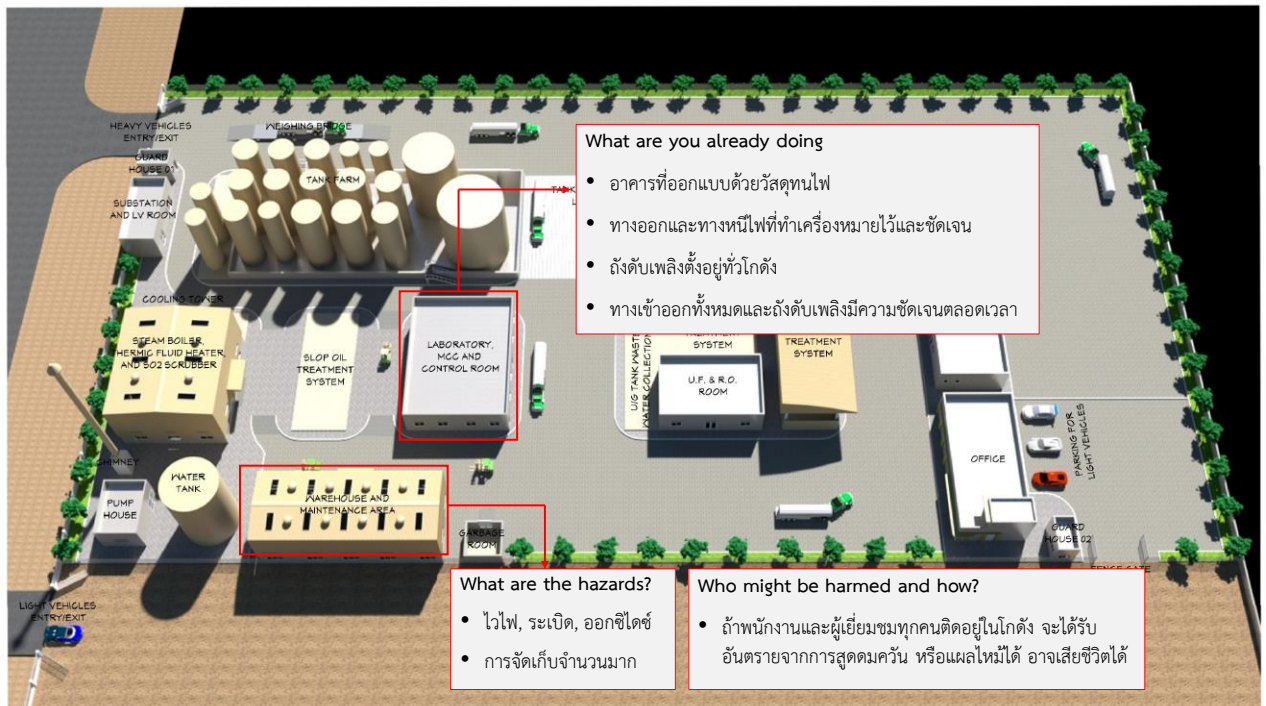 HEAVY VEHICLES
ENTRY/EXIT
WEIGHING BRIDGE
GUARD
HOUSE 01
TANK FARM
SUBSTATION
AND LV ROOM
What are you already doing
• อาคารที่ออกแบบด้วยวัสดุทนไฟ
• ทางออกและทางหนีไฟที่ทำเครื่องหมายไว้และชัดเจน
• ถังดับเพลิงตั้งอยู่ทั่วโกดัง
• ทางเข้าออกทั้งหมดและถังดับเพลิงมีความชัดเจนตลอดเวลา
COOLING TOWER
STEAM BOILER,
THERMIC FLUID HEATER,
AND SO2 SCRUBBER
SLOP OIL
TREATMENT
SYSTEM
LABORATORY,
MCC AND
CONTROL ROOM
U/G TANK WASTE
WATER COLLECTION
TREATMENT
SYSTEM
U.F. & R.O.
ROOM
TREATMENT
SYSTEM
OFFICE
PARKING FOR
LIGHT VEHICLES
CHIMNEY
PUMP
HOUSE
WATER
TANK
WAREHOUSE AND
MAINTENANCE AREA
GARBAGE
ROOM
GUARD
HOUSE 02
FENCE GATE
LIGHT VEHICLES
ENTRY/EXIT
What are the hazards?
• ไวไฟ, ระเบิด, ออกซิไดซ์
• การจัดเก็บจำนวนมาก
Who might be harmed and how?
• ถ้าพนักงานและผู้เยี่ยมชมทุกคนติดอยู่ในโกดัง จะได้รับ
อันตรายจากการสูดดมควัน หรือแผลไหม้ได้ อาจเสียชีวิตได้